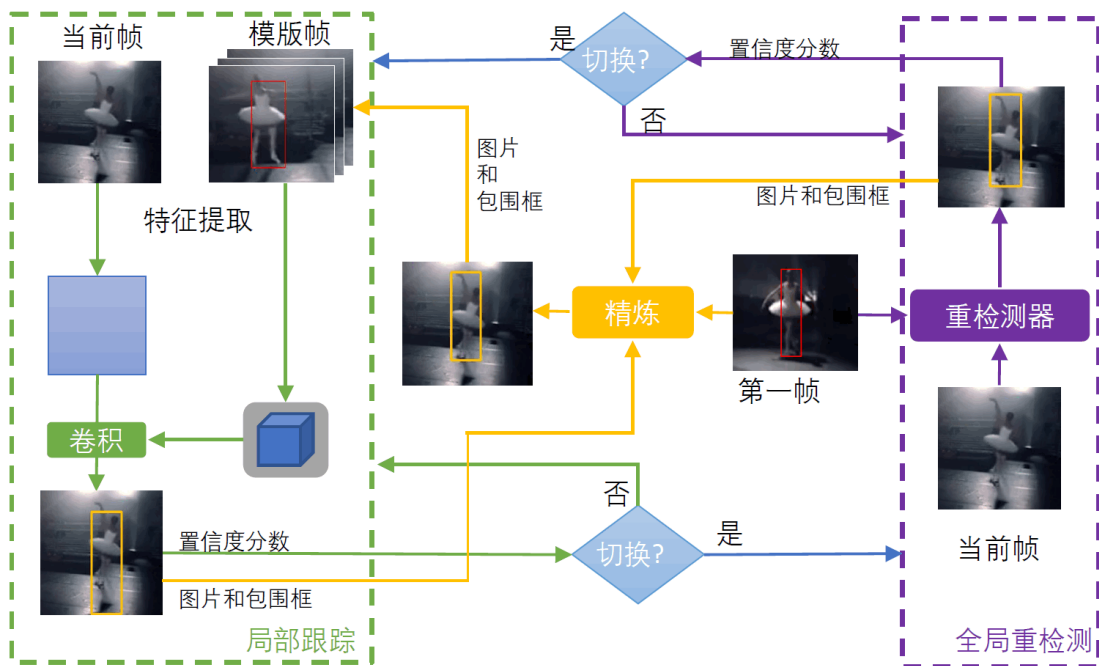 当前帧
模版帧
是
切换?
置信度分数
否
图片
和
包围框
图片和包围框
特征提取
精炼
重检测器
第一帧
卷积
否
置信度分数
切换?
是
当前帧
图片和包围框
局部跟踪
全局重检测